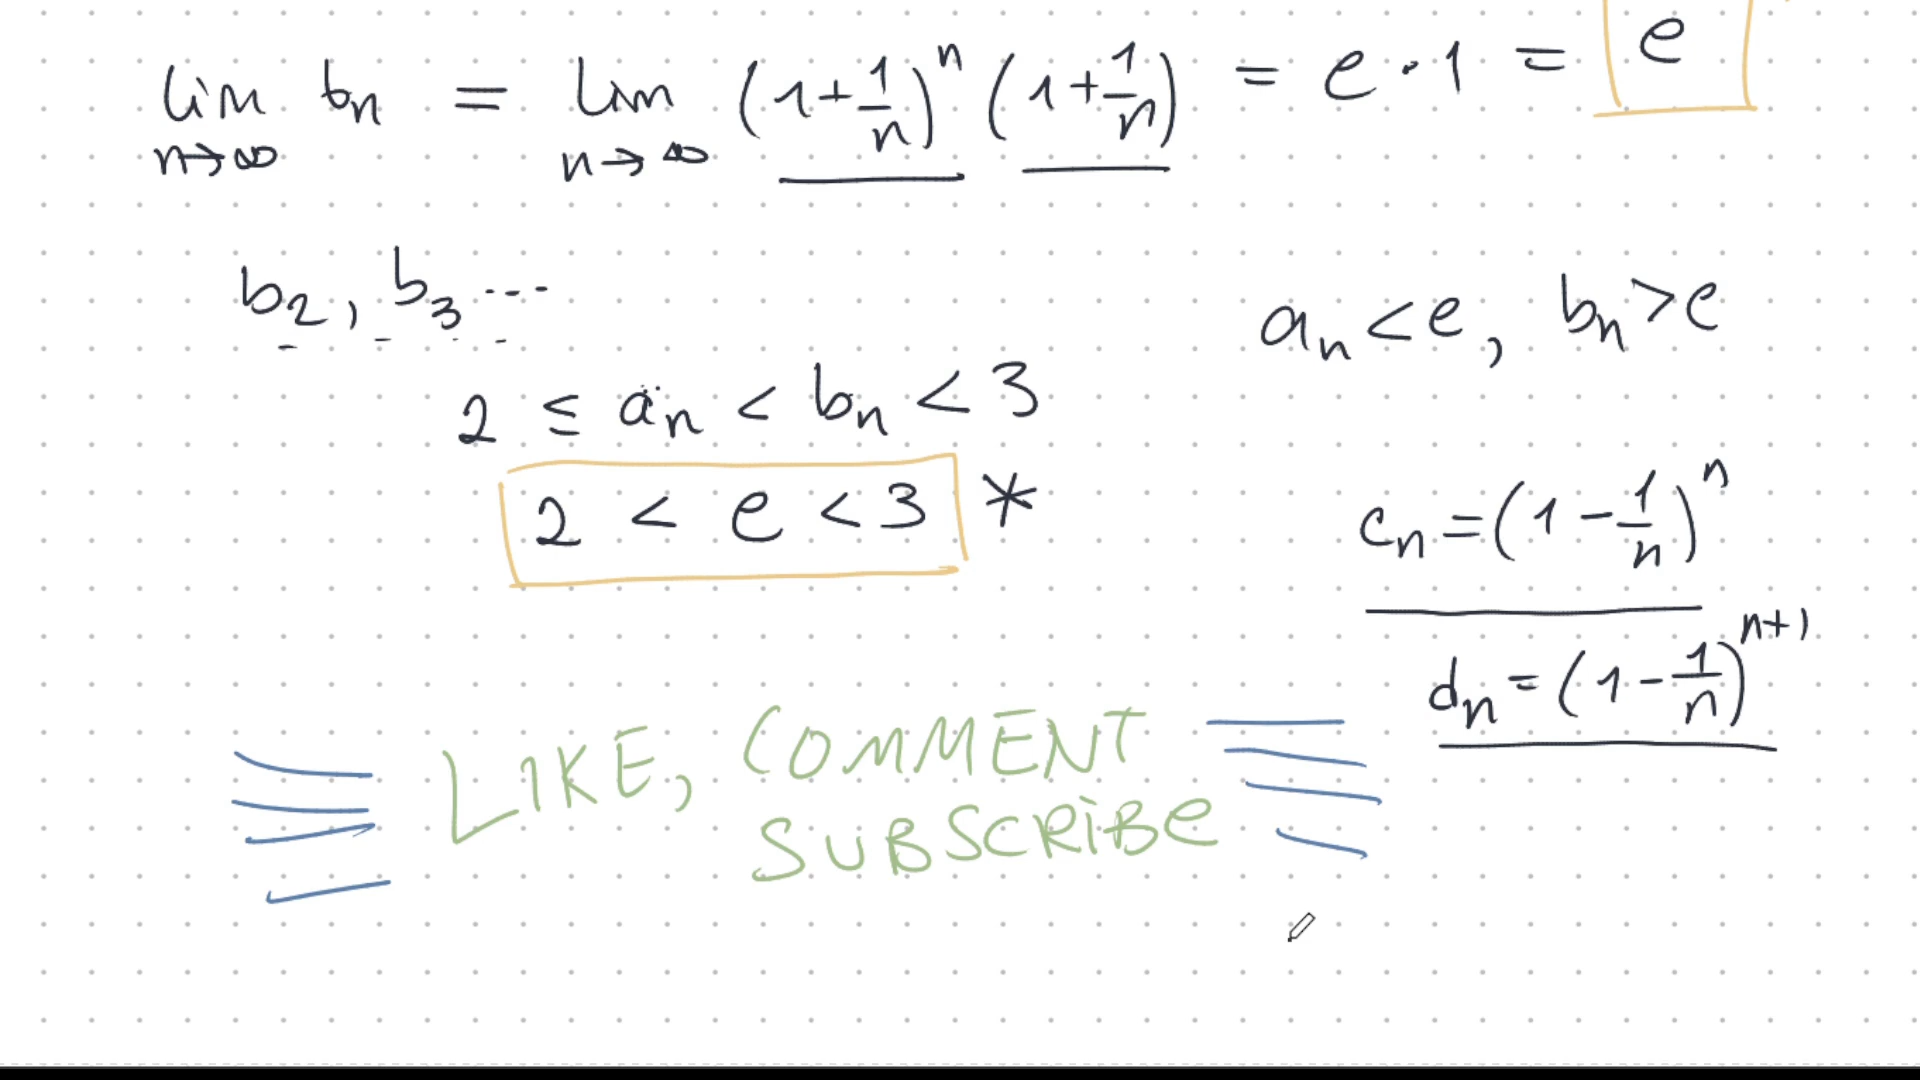 lim n→∞ bn = lim n→∞ (1+1/n)^n (1+1/n) = e·1 = e
b2, b3 ---
an < e, bn > e
2 ≤ an < bn < 3
2 < e < 3 *
cn = (1-1/n)^n
dn = (1-1/n)^n+1
LIKE, COMMENT
SUBSCRIBE